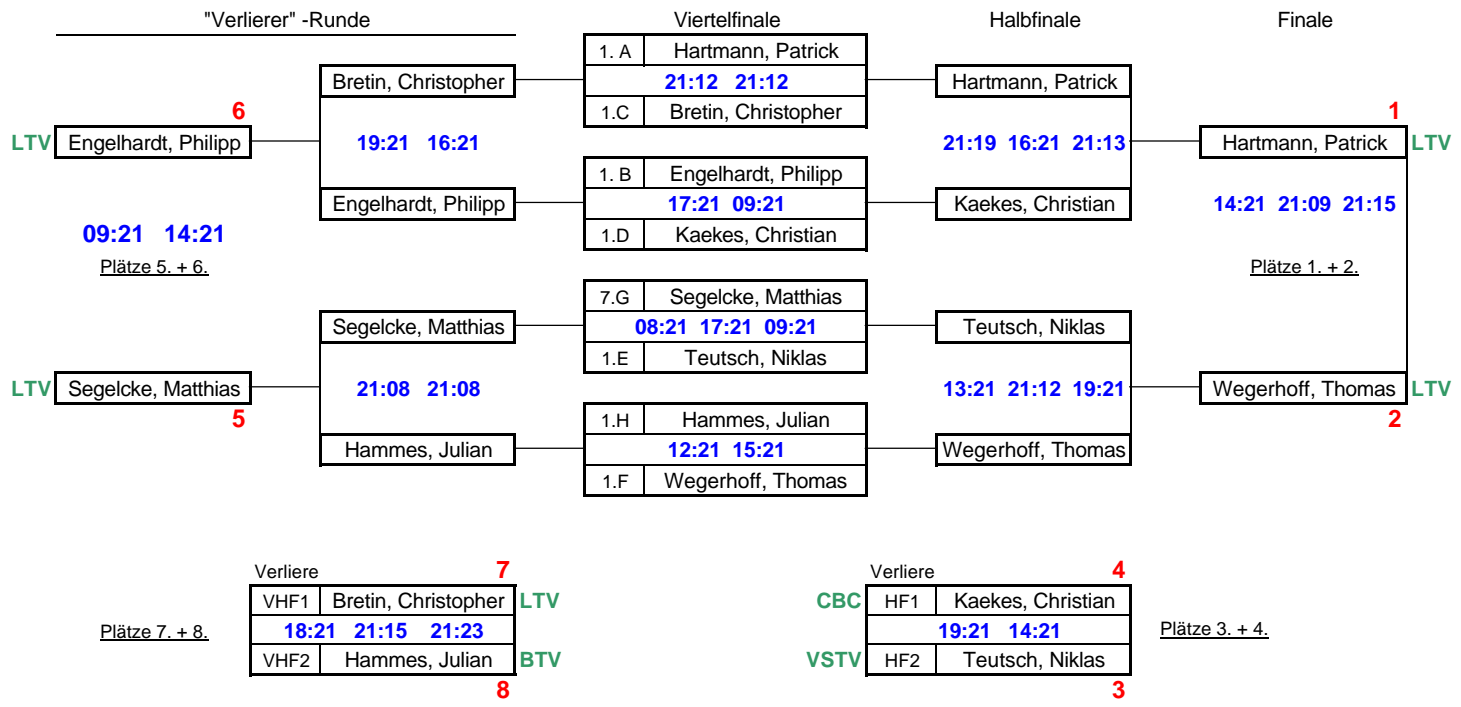 "Verlierer" -Runde Viertelfinale Halbfinale Finale
1. A Hartmann, Patrick
Bretin, Christopher 21:12 21:12 Hartmann, Patrick
6 1.C Bretin, Christopher 1
LTV Engelhardt, Philipp 19:21 16:21 21:19 16:21 21:13 Hartmann, Patrick LTV
1. B Engelhardt, Philipp
Engelhardt, Philipp 17:21 09:21 Kaekes, Christian 14:21 21:09 21:15
09:21 14:21 1.D Kaekes, Christian
Plätze 5. + 6. Plätze 1. + 2.
7.G Segelcke, Matthias
Segelcke, Matthias 08:21 17:21 09:21 Teutsch, Niklas
1.E Teutsch, Niklas
LTV Segelcke, Matthias 21:08 21:08 13:21 21:12 19:21 Wegerhoff, Thomas LTV
5 1.H Hammes, Julian 2
Hammes, Julian 12:21 15:21 Wegerhoff, Thomas
1.F Wegerhoff, Thomas
Verliere 7 Verliere 4
VHF1 Bretin, Christopher LTV CBC HF1 Kaekes, Christian
Plätze 7. + 8. 18:21 21:15 21:23 19:21 14:21 Plätze 3. + 4.
VHF2 Hammes, Julian BTV VSTV HF2 Teutsch, Niklas
8 3